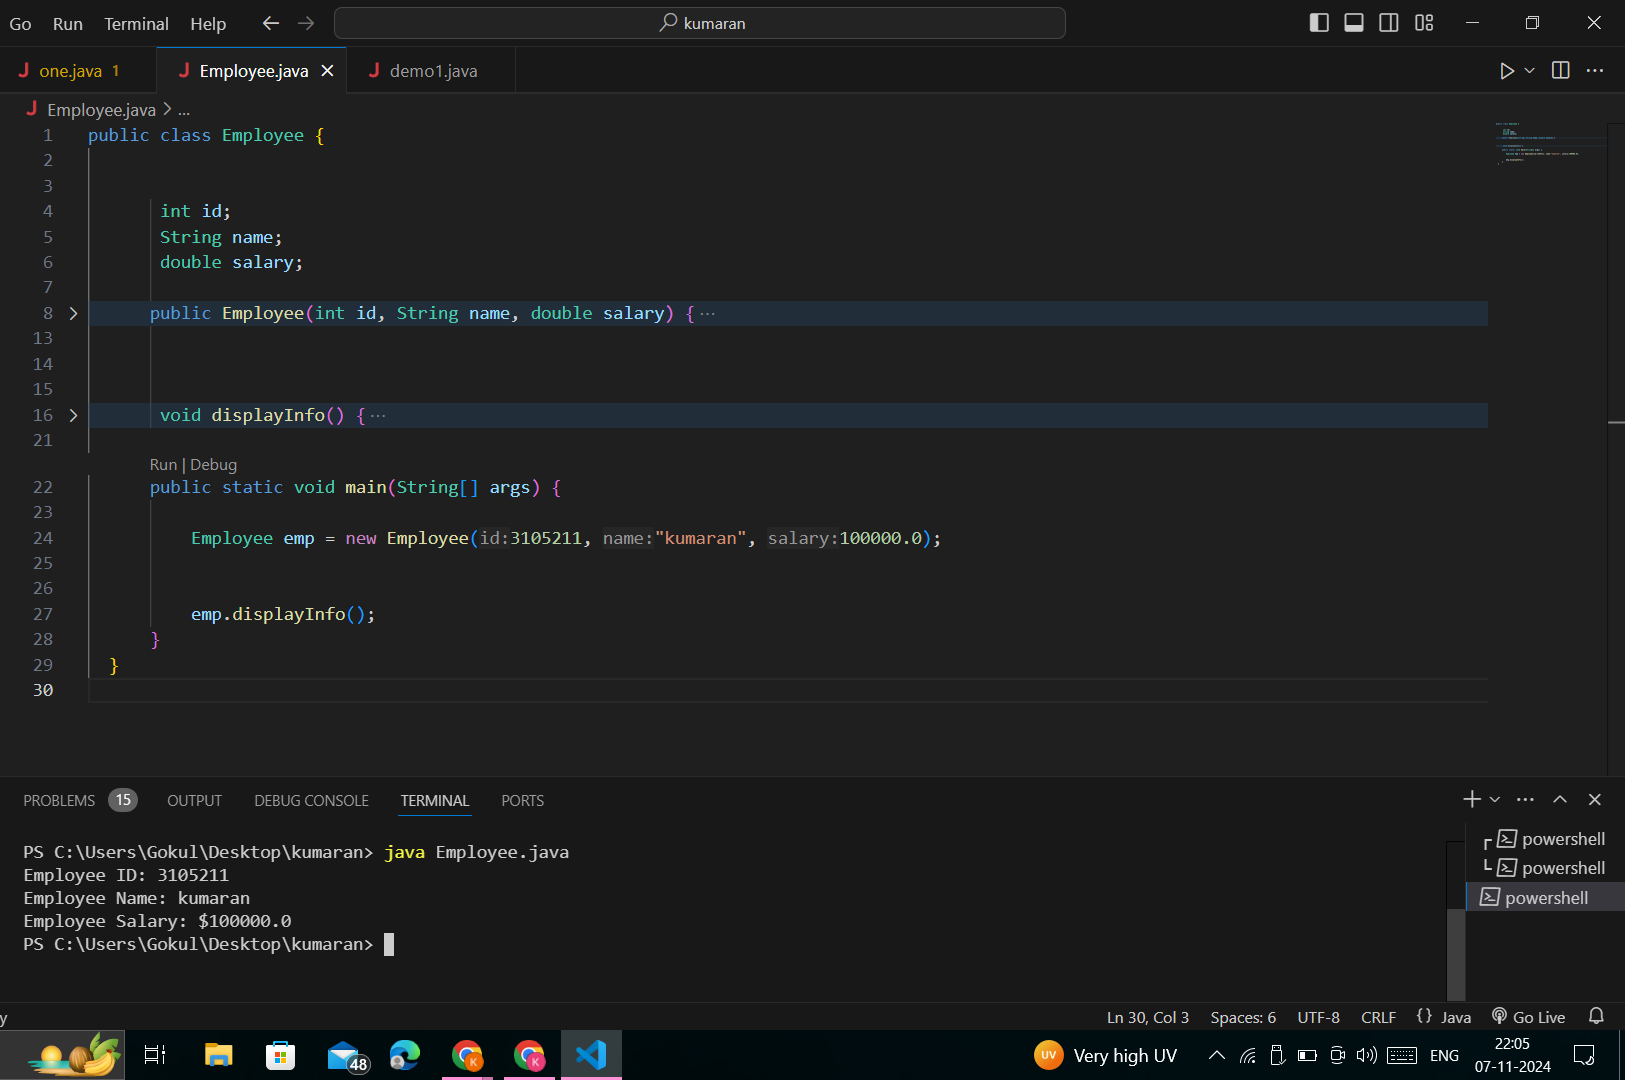 Go Run Terminal Help kumaran
one.java 1 Employee.java demo1.java
Employee.java > ...
1 public class Employee {
2
3
4 int id;
5 String name;
6 double salary;
7
8 public Employee(int id, String name, double salary) { ···
13
14
15
16 void displayInfo() { ···
21
Run | Debug
22 public static void main(String[] args) {
23
24 Employee emp = new Employee(id:3105211, name:"kumaran", salary:100000.0);
25
26
27 emp.displayInfo();
28 }
29 }
30
PROBLEMS 15 OUTPUT DEBUG CONSOLE TERMINAL PORTS
PS C:\Users\Gokul\Desktop\kumaran> java Employee.java
Employee ID: 3105211
Employee Name: kumaran
Employee Salary: $100000.0
PS C:\Users\Gokul\Desktop\kumaran>
powershell
powershell
powershell
y Ln 30, Col 3 Spaces: 6 UTF-8 CRLF {} Java Go Live
48 K K UV Very high UV ENG 22:05
07-11-2024